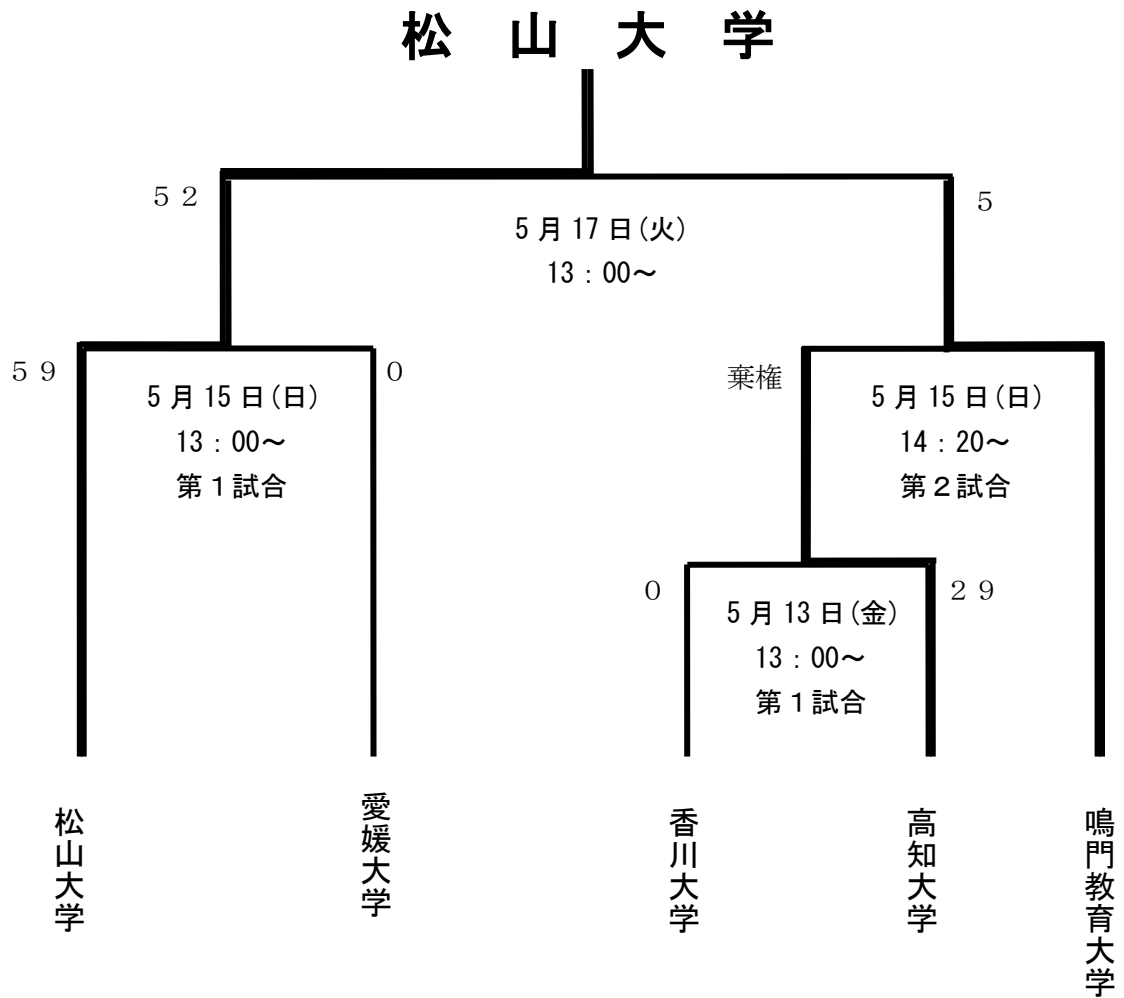 松 山 大 学
５２
５
5 月 17 日(火)
13：00～
５９
０
棄権
5 月 15 日(日)
13：00～
第１試合
5 月 15 日(日)
14：20～
第２試合
０
２９
5 月 13 日(金)
13：00～
第１試合
松山大学
愛媛大学
香川大学
高知大学
鳴門教育大学